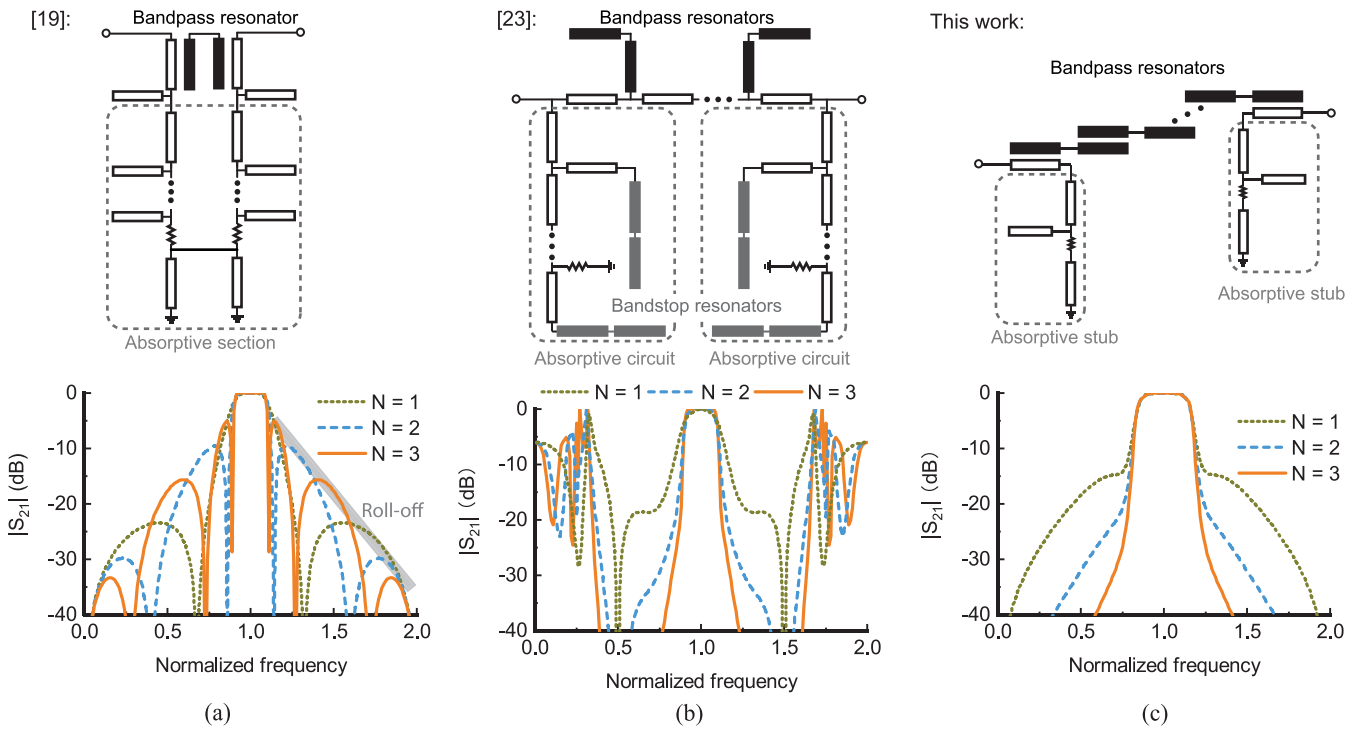 [19]:
Bandpass resonator
Absorptive section
N = 1
N = 2
N = 3
Roll-off
|S21| (dB)
0
-10
-20
-30
-40
0.0 0.5 1.0 1.5 2.0
Normalized frequency
(a)
[23]:
Bandpass resonators
Bandstop resonators
Absorptive circuit
Absorptive circuit
N = 1 N = 2 N = 3
|S21| (dB)
0
-10
-20
-30
-40
0.0 0.5 1.0 1.5 2.0
Normalized frequency
(b)
This work:
Bandpass resonators
Absorptive stub
Absorptive stub
N = 1
N = 2
N = 3
|S21| (dB)
0
-10
-20
-30
-40
0.0 0.5 1.0 1.5 2.0
Normalized frequency
(c)